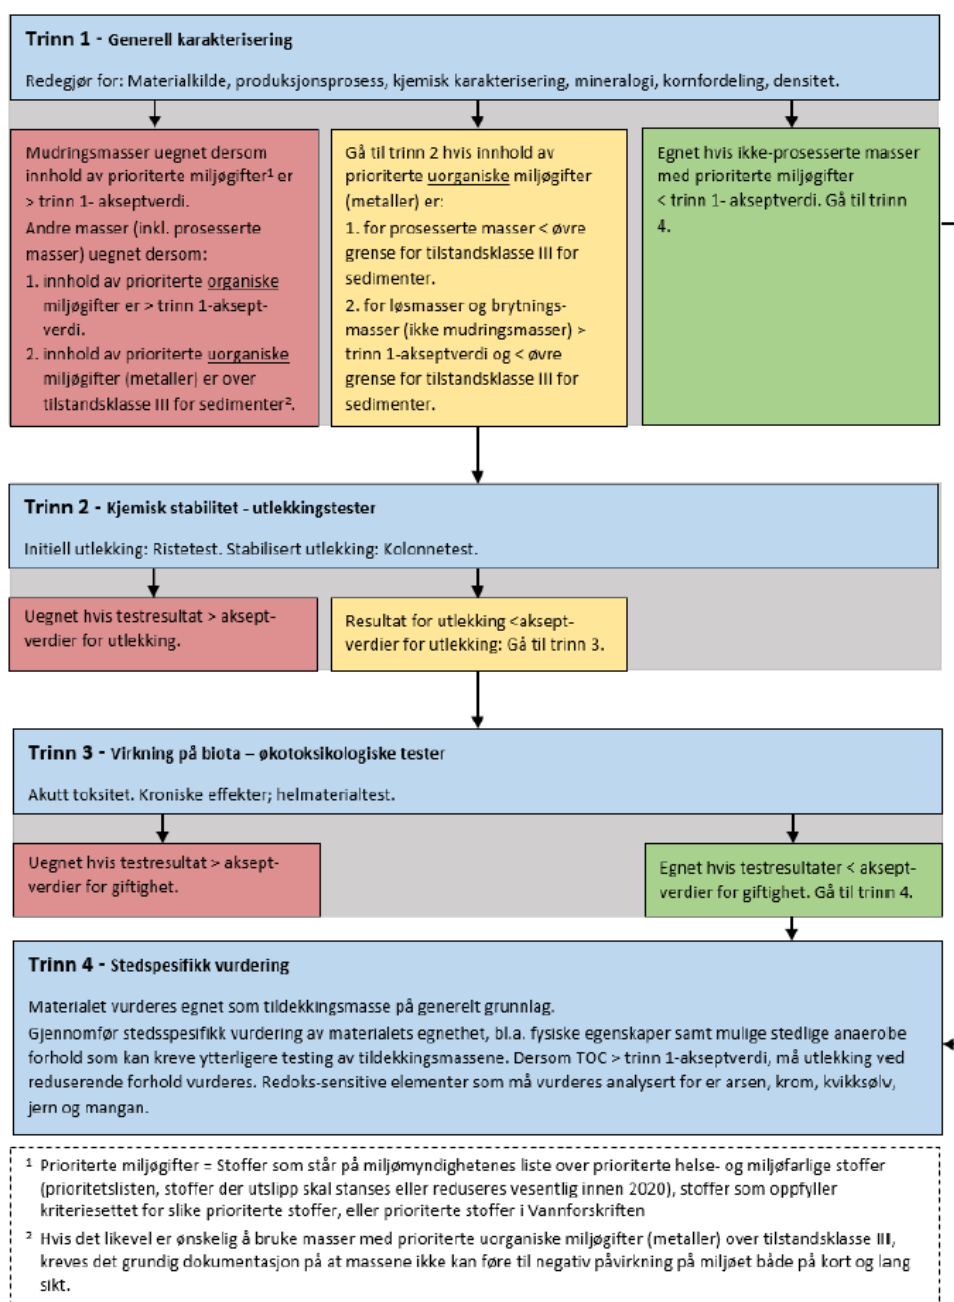 Trinn 1 - Generell karakterisering
Redegjør for: Materialkilde, produksjonsprosess, kjemisk karakterisering, mineralogi, kornfordeling, densitet.
Mudringsmasser uegnet dersom
innhold av prioriterte miljøgifter¹ er
> trinn 1- akseptverdi.
Andre masser (inkl. prosesserte
masser) uegnet dersom:
1. innhold av prioriterte organiske
miljøgifter er > trinn 1-aksept-
verdi.
2. innhold av prioriterte uorganiske
miljøgifter (metaller) er over
tilstandsklasse III for sedimenter².
Gå til trinn 2 hvis innhold av
prioriterte uorganiske miljøgifter
(metaller) er:
1. for prosesserte masser < øvre
grense for tilstandsklasse III for
sedimenter.
2. for løsmasser og brytnings-
masser (ikke mudringsmasser) >
trinn 1-akseptverdi og < øvre
grense for tilstandsklasse III for
sedimenter.
Egnet hvis ikke-prosesserte masser
med prioriterte miljøgifter
< trinn 1- akseptverdi. Gå til trinn
4.
Trinn 2 - Kjemisk stabilitet - utlekkingstester
Initiell utlekking: Ristetest. Stabilisert utlekking: Kolonnetest.
Uegnet hvis testresultat > aksept-
verdier for utlekking.
Resultat for utlekking <aksept-
verdier for utlekking: Gå til trinn 3.
Trinn 3 - Virkning på biota – økotoksikologiske tester
Akutt toksitet. Kroniske effekter; helmaterialtest.
Uegnet hvis testresultat > aksept-
verdier for giftighet.
Egnet hvis testresultater < aksept-
verdier for giftighet. Gå til trinn 4.
Trinn 4 - Stedspesifikk vurdering
Materialet vurderes egnet som tildekkingsmasse på generelt grunnlag.
Gjennomfør stedsspesifikk vurdering av materialets egnethet, bl.a. fysiske egenskaper samt mulige stedlige anaerobe
forhold som kan kreve ytterligere testing av tildekkingsmassene. Dersom TOC > trinn 1-akseptverdi, må utlekking ved
reduserende forhold vurderes. Redoks-sensitive elementer som må vurderes analysert for er arsen, krom, kvikksølv,
jern og mangan.
¹ Prioriterte miljøgifter = Stoffer som står på miljømyndighetenes liste over prioriterte helse- og miljøfarlige stoffer
(prioritetslisten, stoffer der utslipp skal stanses eller reduseres vesentlig innen 2020), stoffer som oppfyller
kriteriesettet for slike prioriterte stoffer, eller prioriterte stoffer i Vannforskriften
² Hvis det likevel er ønskelig å bruke masser med prioriterte uorganiske miljøgifter (metaller) over tilstandsklasse III,
kreves det grundig dokumentasjon på at massene ikke kan føre til negativ påvirkning på miljøet både på kort og lang
sikt.